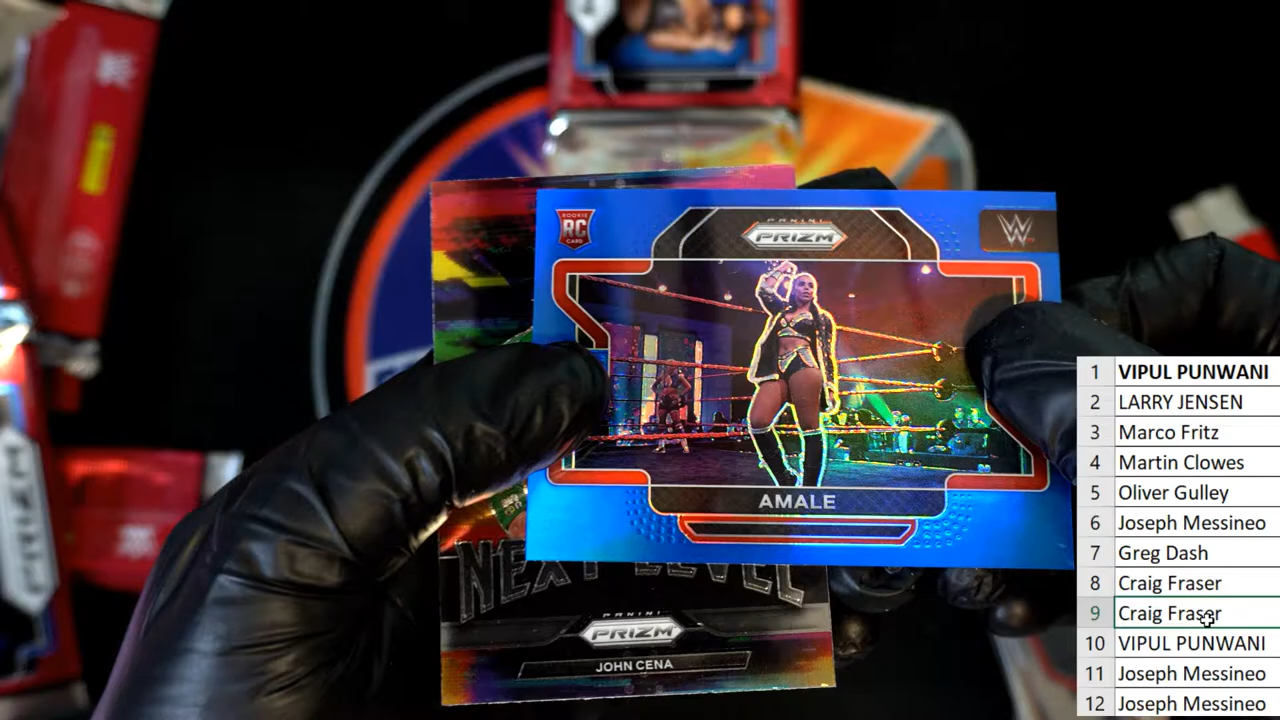 ROOKIE
RC
CARD
PANINI
PRIZM
W
AMALE
NEXT LEVEL
PANINI
PRIZM
JOHN CENA
1 VIPUL PUNWANI
2 LARRY JENSEN
3 Marco Fritz
4 Martin Clowes
5 Oliver Gulley
6 Joseph Messineo
7 Greg Dash
8 Craig Fraser
9 Craig Fraser
10 VIPUL PUNWANI
11 Joseph Messineo
12 Joseph Messineo